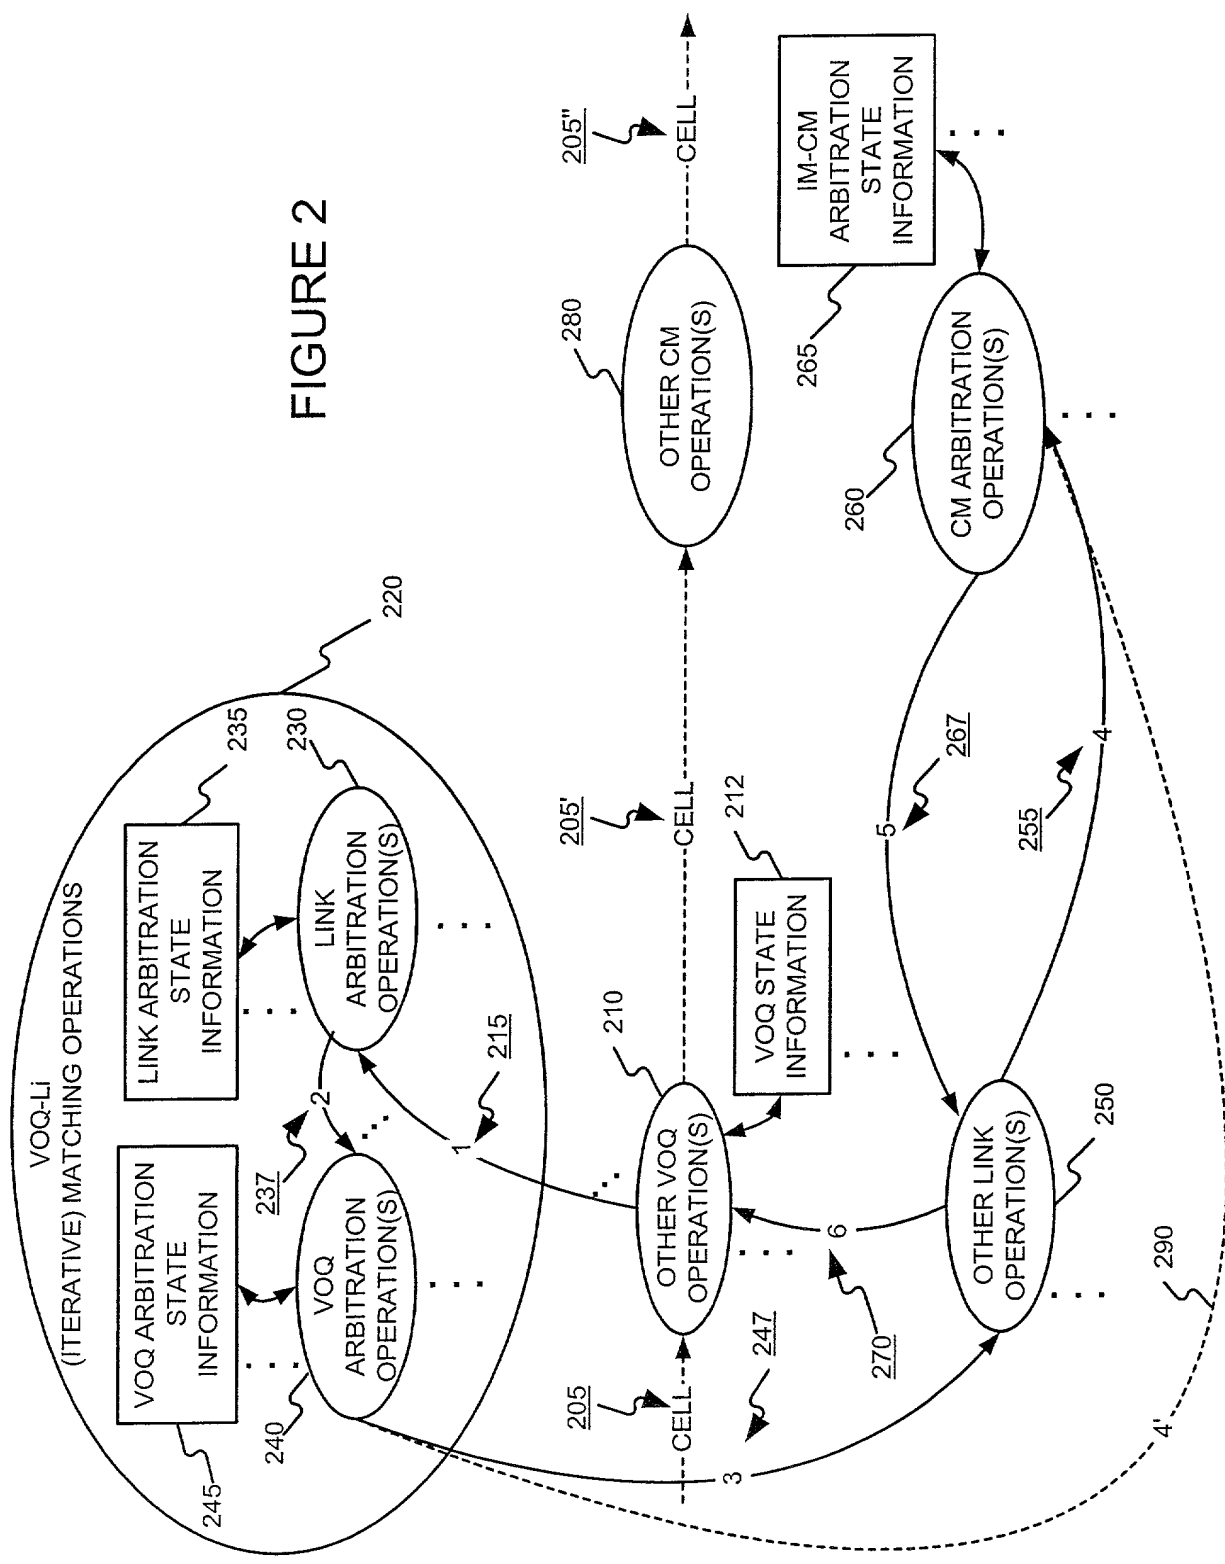 FIGURE 2
VOQ-Li
(ITERATIVE) MATCHING OPERATIONS
220
VOQ ARBITRATION
STATE
INFORMATION
245
LINK ARBITRATION
STATE
INFORMATION
235
VOQ
ARBITRATION
OPERATION(S)
240
LINK
ARBITRATION
OPERATION(S)
230
2
237
1
215
205
CELL
OTHER VOQ
OPERATION(S)
210
205'
CELL
OTHER CM
OPERATION(S)
280
205"
CELL
VOQ STATE
INFORMATION
212
IM-CM
ARBITRATION
STATE
INFORMATION
265
3
247
6
270
5
267
4
255
OTHER LINK
OPERATION(S)
250
CM ARBITRATION
OPERATION(S)
260
4'
290